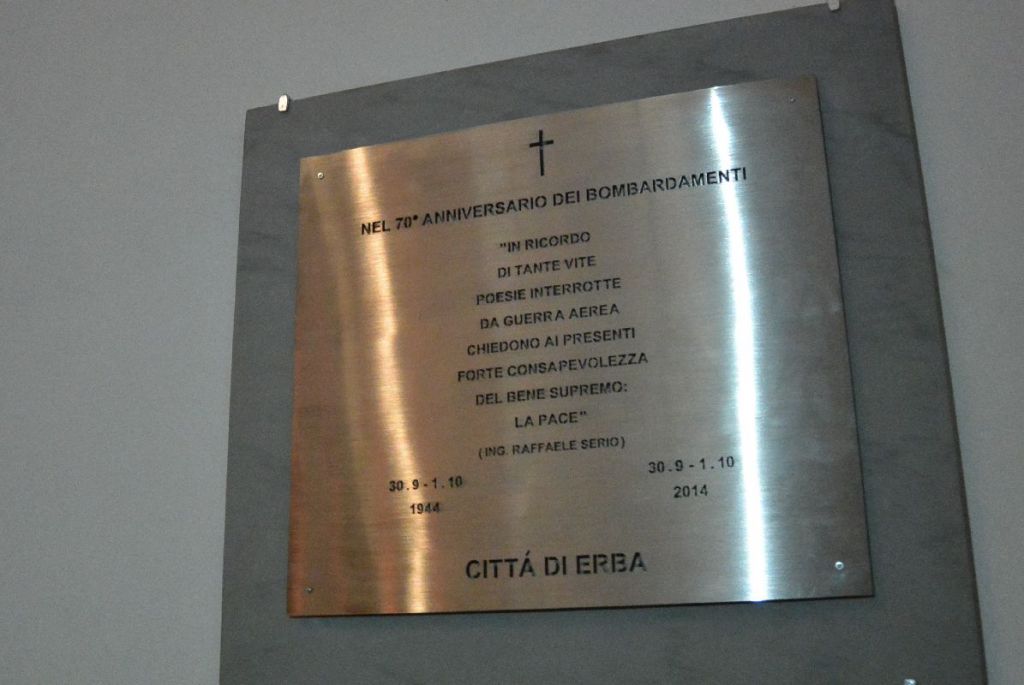 NEL 70° ANNIVERSARIO DEI BOMBARDAMENTI
"IN RICORDO
DI TANTE VITE
POESIE INTERROTTE
DA GUERRA AEREA
CHIEDONO AI PRESENTI
FORTE CONSAPEVOLEZZA
DEL BENE SUPREMO:
LA PACE"
(ING. RAFFAELE SERIO)
30.9-1.10 30.9-1.10
1944 2014
CITTÁ DI ERBA